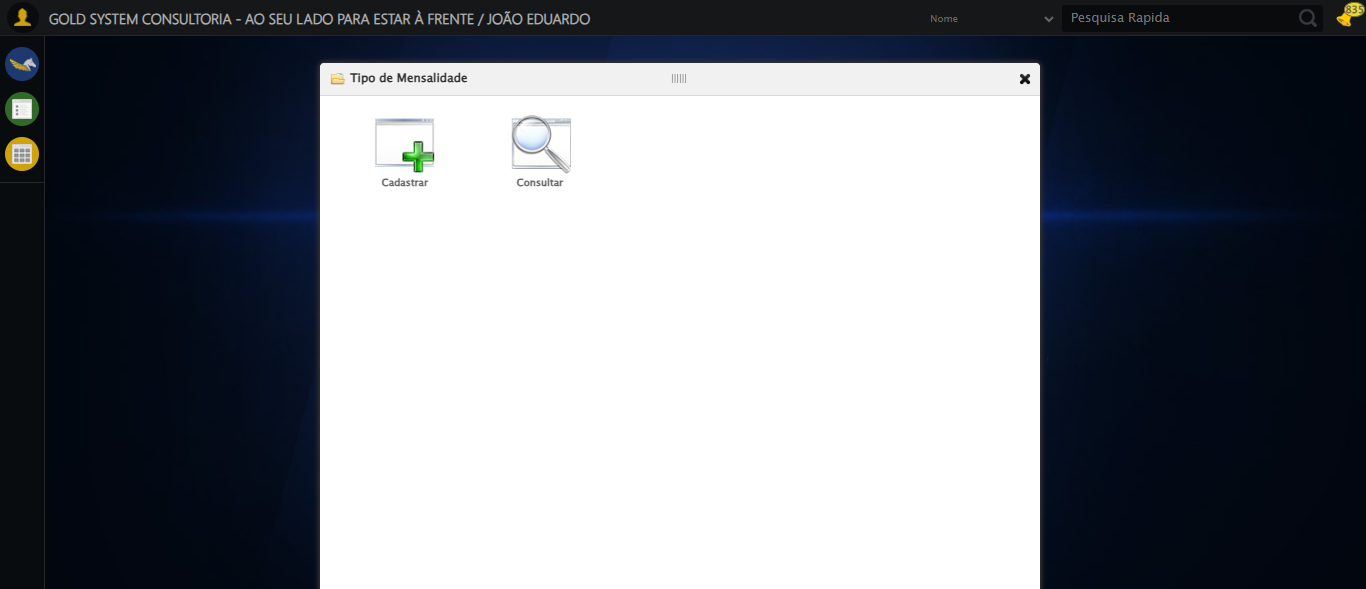 GOLD SYSTEM CONSULTORIA - AO SEU LADO PARA ESTAR À FRENTE / JOÃO EDUARDO
Nome
Pesquisa Rapida
835
Tipo de Mensalidade
Cadastrar
Consultar